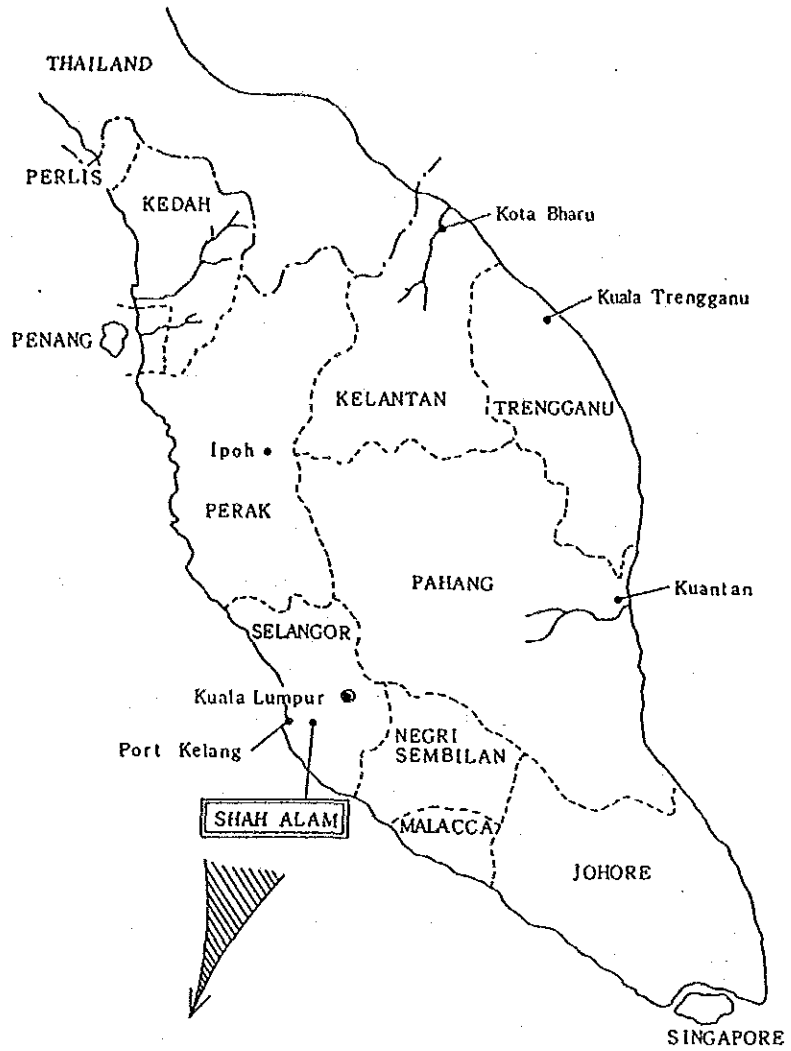 THAILAND
PERLIS
KEDAH
Kota Bharu
Kuala Trengganu
PENANG
KELANTAN
TRENGGANU
Ipoh
PERAK
PAHANG
Kuantan
SELANGOR
Kuala Lumpur
Port Kelang
NEGRI
SEMBILAN
SHAH ALAM
MALACCA
JOHORE
SINGAPORE